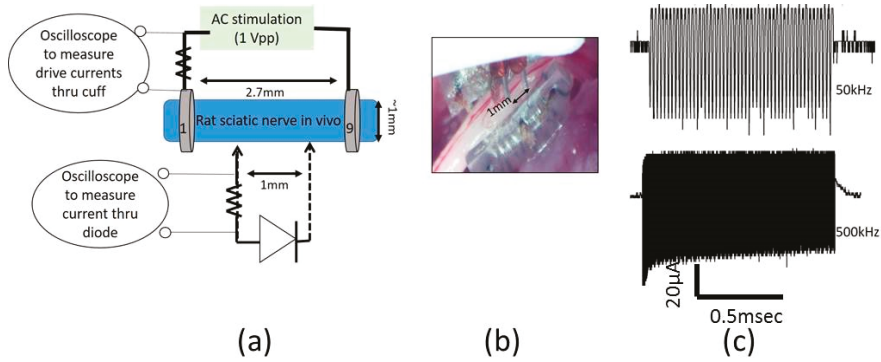 Oscilloscope
to measure
drive currents
thru cuff
AC stimulation
(1 Vpp)
2.7mm
1
Rat sciatic nerve in vivo
9
~1mm
1mm
Oscilloscope
to measure
current thru
diode
(a)
1mm
(b)
50kHz
500kHz
20μA
0.5msec
(c)